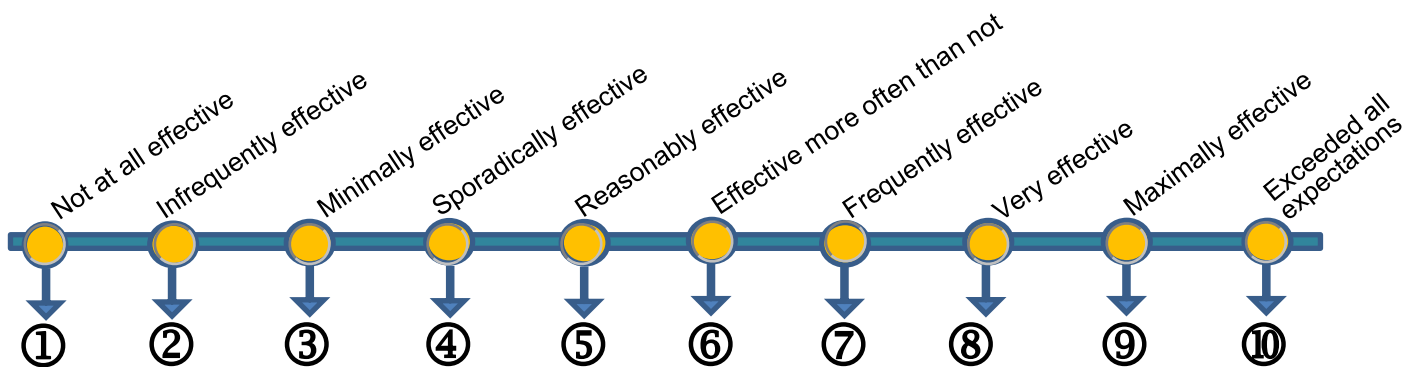 Not at all effective
Infrequently effective
Minimally effective
Sporadically effective
Reasonably effective
Effective more often than not
Frequently effective
Very effective
Maximally effective
Exceeded all
expectations
① ② ③ ④ ⑤ ⑥ ⑦ ⑧ ⑨ ⑩